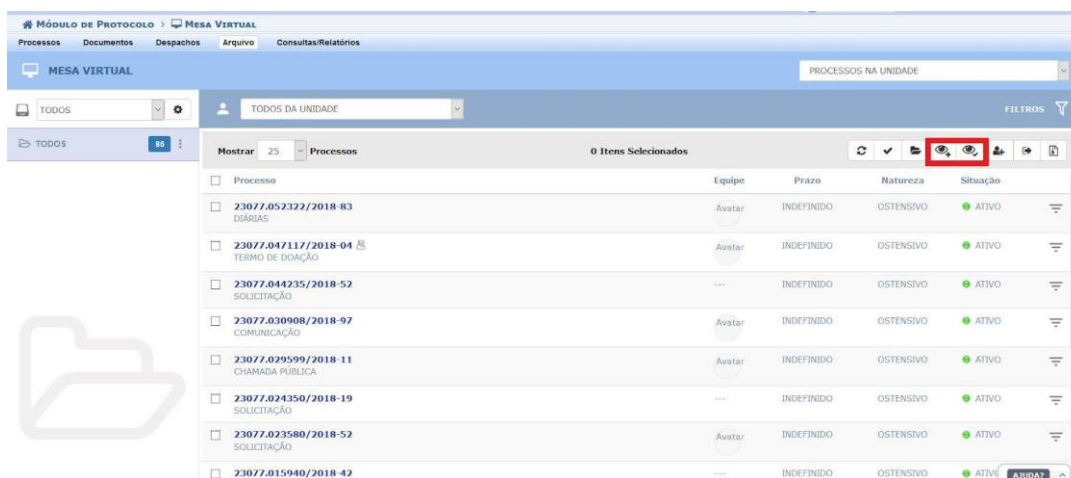 MÓDULO DE PROTOCOLO > MESA VIRTUAL
Processos Documentos Despachos Arquivo Consultas/Relatórios
MESA VIRTUAL PROCESSOS NA UNIDADE
TODOS TODOS DA UNIDADE FILTROS
TODOS 85 Mostrar 25 Processos 0 Itens Selecionados
Processo Equipe Prazo Natureza Situação
23077.052322/2018-83 Avatar INDEFINIDO OSTENSIVO ATIVO
DIÁRIAS
23077.047117/2018-04 Avatar INDEFINIDO OSTENSIVO ATIVO
TERMO DE DOAÇÃO
23077.044235/2018-52 --- INDEFINIDO OSTENSIVO ATIVO
SOLICITAÇÃO
23077.030908/2018-97 Avatar INDEFINIDO OSTENSIVO ATIVO
COMUNICAÇÃO
23077.029599/2018-11 Avatar INDEFINIDO OSTENSIVO ATIVO
CHAMADA PÚBLICA
23077.024350/2018-19 --- INDEFINIDO OSTENSIVO ATIVO
SOLICITAÇÃO
23077.023580/2018-52 Avatar INDEFINIDO OSTENSIVO ATIVO
SOLICITAÇÃO
23077.015940/2018-42 --- INDEFINIDO OSTENSIVO ATIV AJUDA?